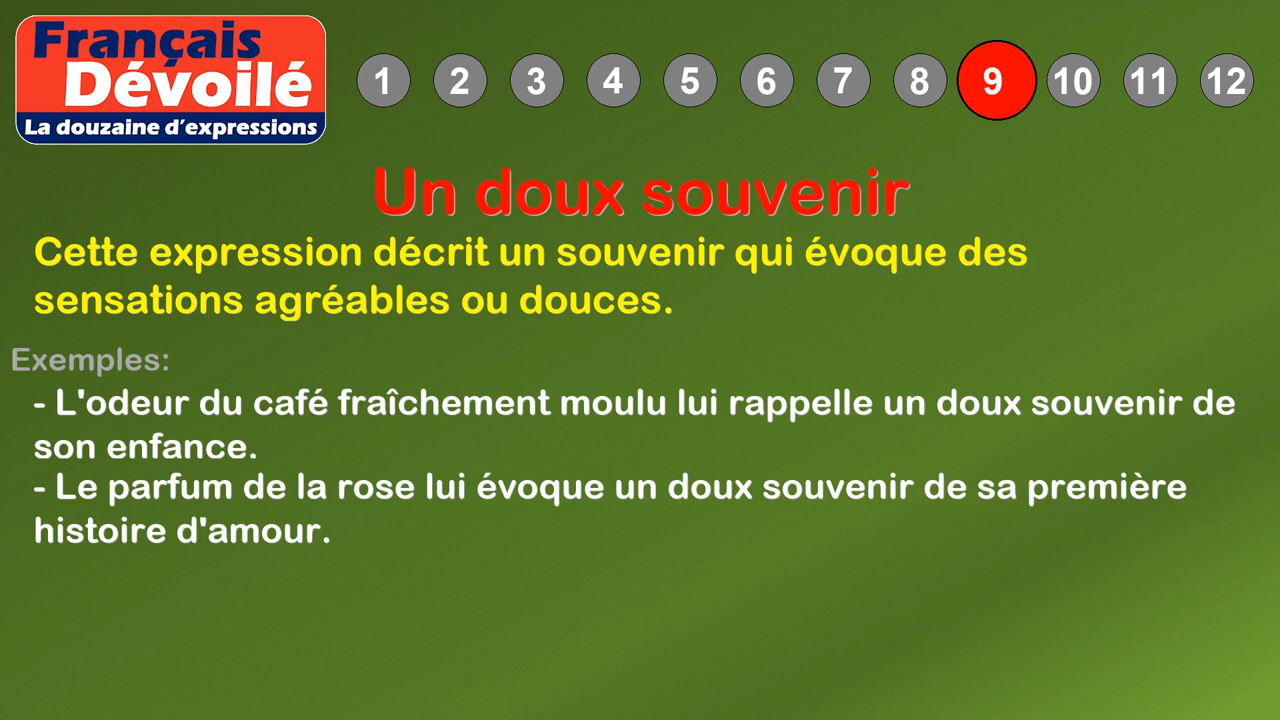 Français
Dévoilé
La douzaine d'expressions
1 2 3 4 5 6 7 8 9 10 11 12
Un doux souvenir
Cette expression décrit un souvenir qui évoque des
sensations agréables ou douces.
Exemples:
- L'odeur du café fraîchement moulu lui rappelle un doux souvenir de
son enfance.
- Le parfum de la rose lui évoque un doux souvenir de sa première
histoire d'amour.